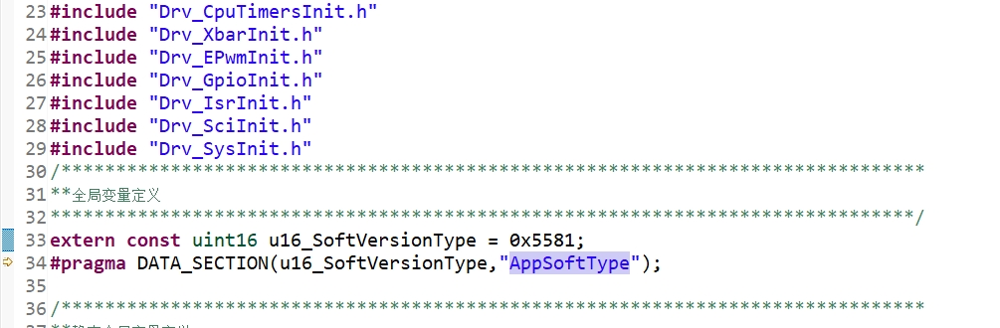 23 #include "Drv_CpuTimersInit.h"
24 #include "Drv_XbarInit.h"
25 #include "Drv_EPwmInit.h"
26 #include "Drv_GpioInit.h"
27 #include "Drv_IsrInit.h"
28 #include "Drv_SciInit.h"
29 #include "Drv_SysInit.h"
30 /*******************************************************************************
31 **全局变量定义
32 *******************************************************************************/
33 extern const uint16 u16_SoftVersionType = 0x5581;
34 #pragma DATA_SECTION(u16_SoftVersionType,"AppSoftType");
35
36 /*******************************************************************************